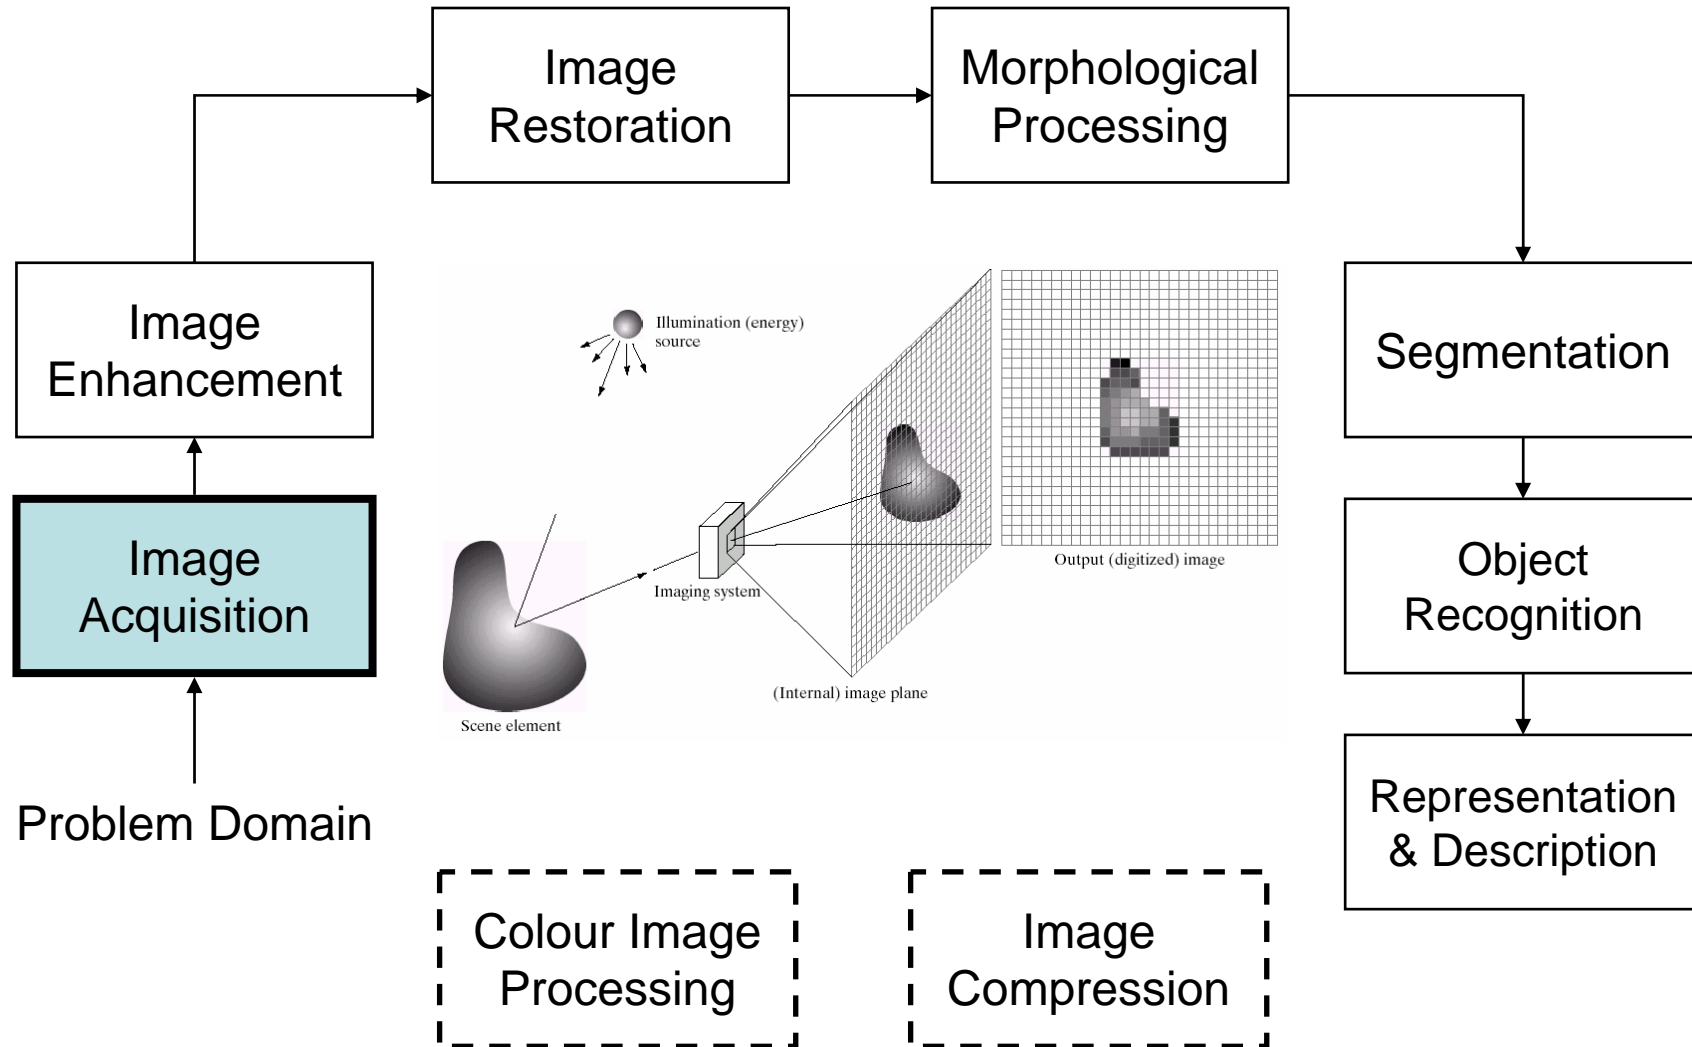 Image
Restoration
Morphological
Processing
Image
Enhancement
Illumination (energy)
source
Segmentation
Output (digitized) image
Imaging system
Image
Acquisition
Object
Recognition
(Internal) image plane
Scene element
Problem Domain
Representation
& Description
Colour Image
Processing
Image
Compression